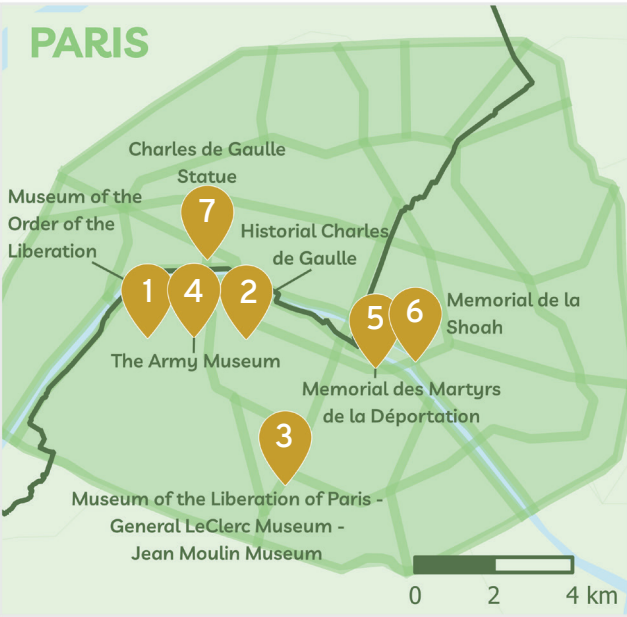 PARIS
Charles de Gaulle
Statue
Museum of the
Order of the
Liberation
7
Historial Charles
de Gaulle
1
4
2
5
6
Memorial de la
Shoah
The Army Museum
Memorial des Martyrs
de la Déportation
3
Museum of the Liberation of Paris -
General LeClerc Museum -
Jean Moulin Museum
0 2 4 km